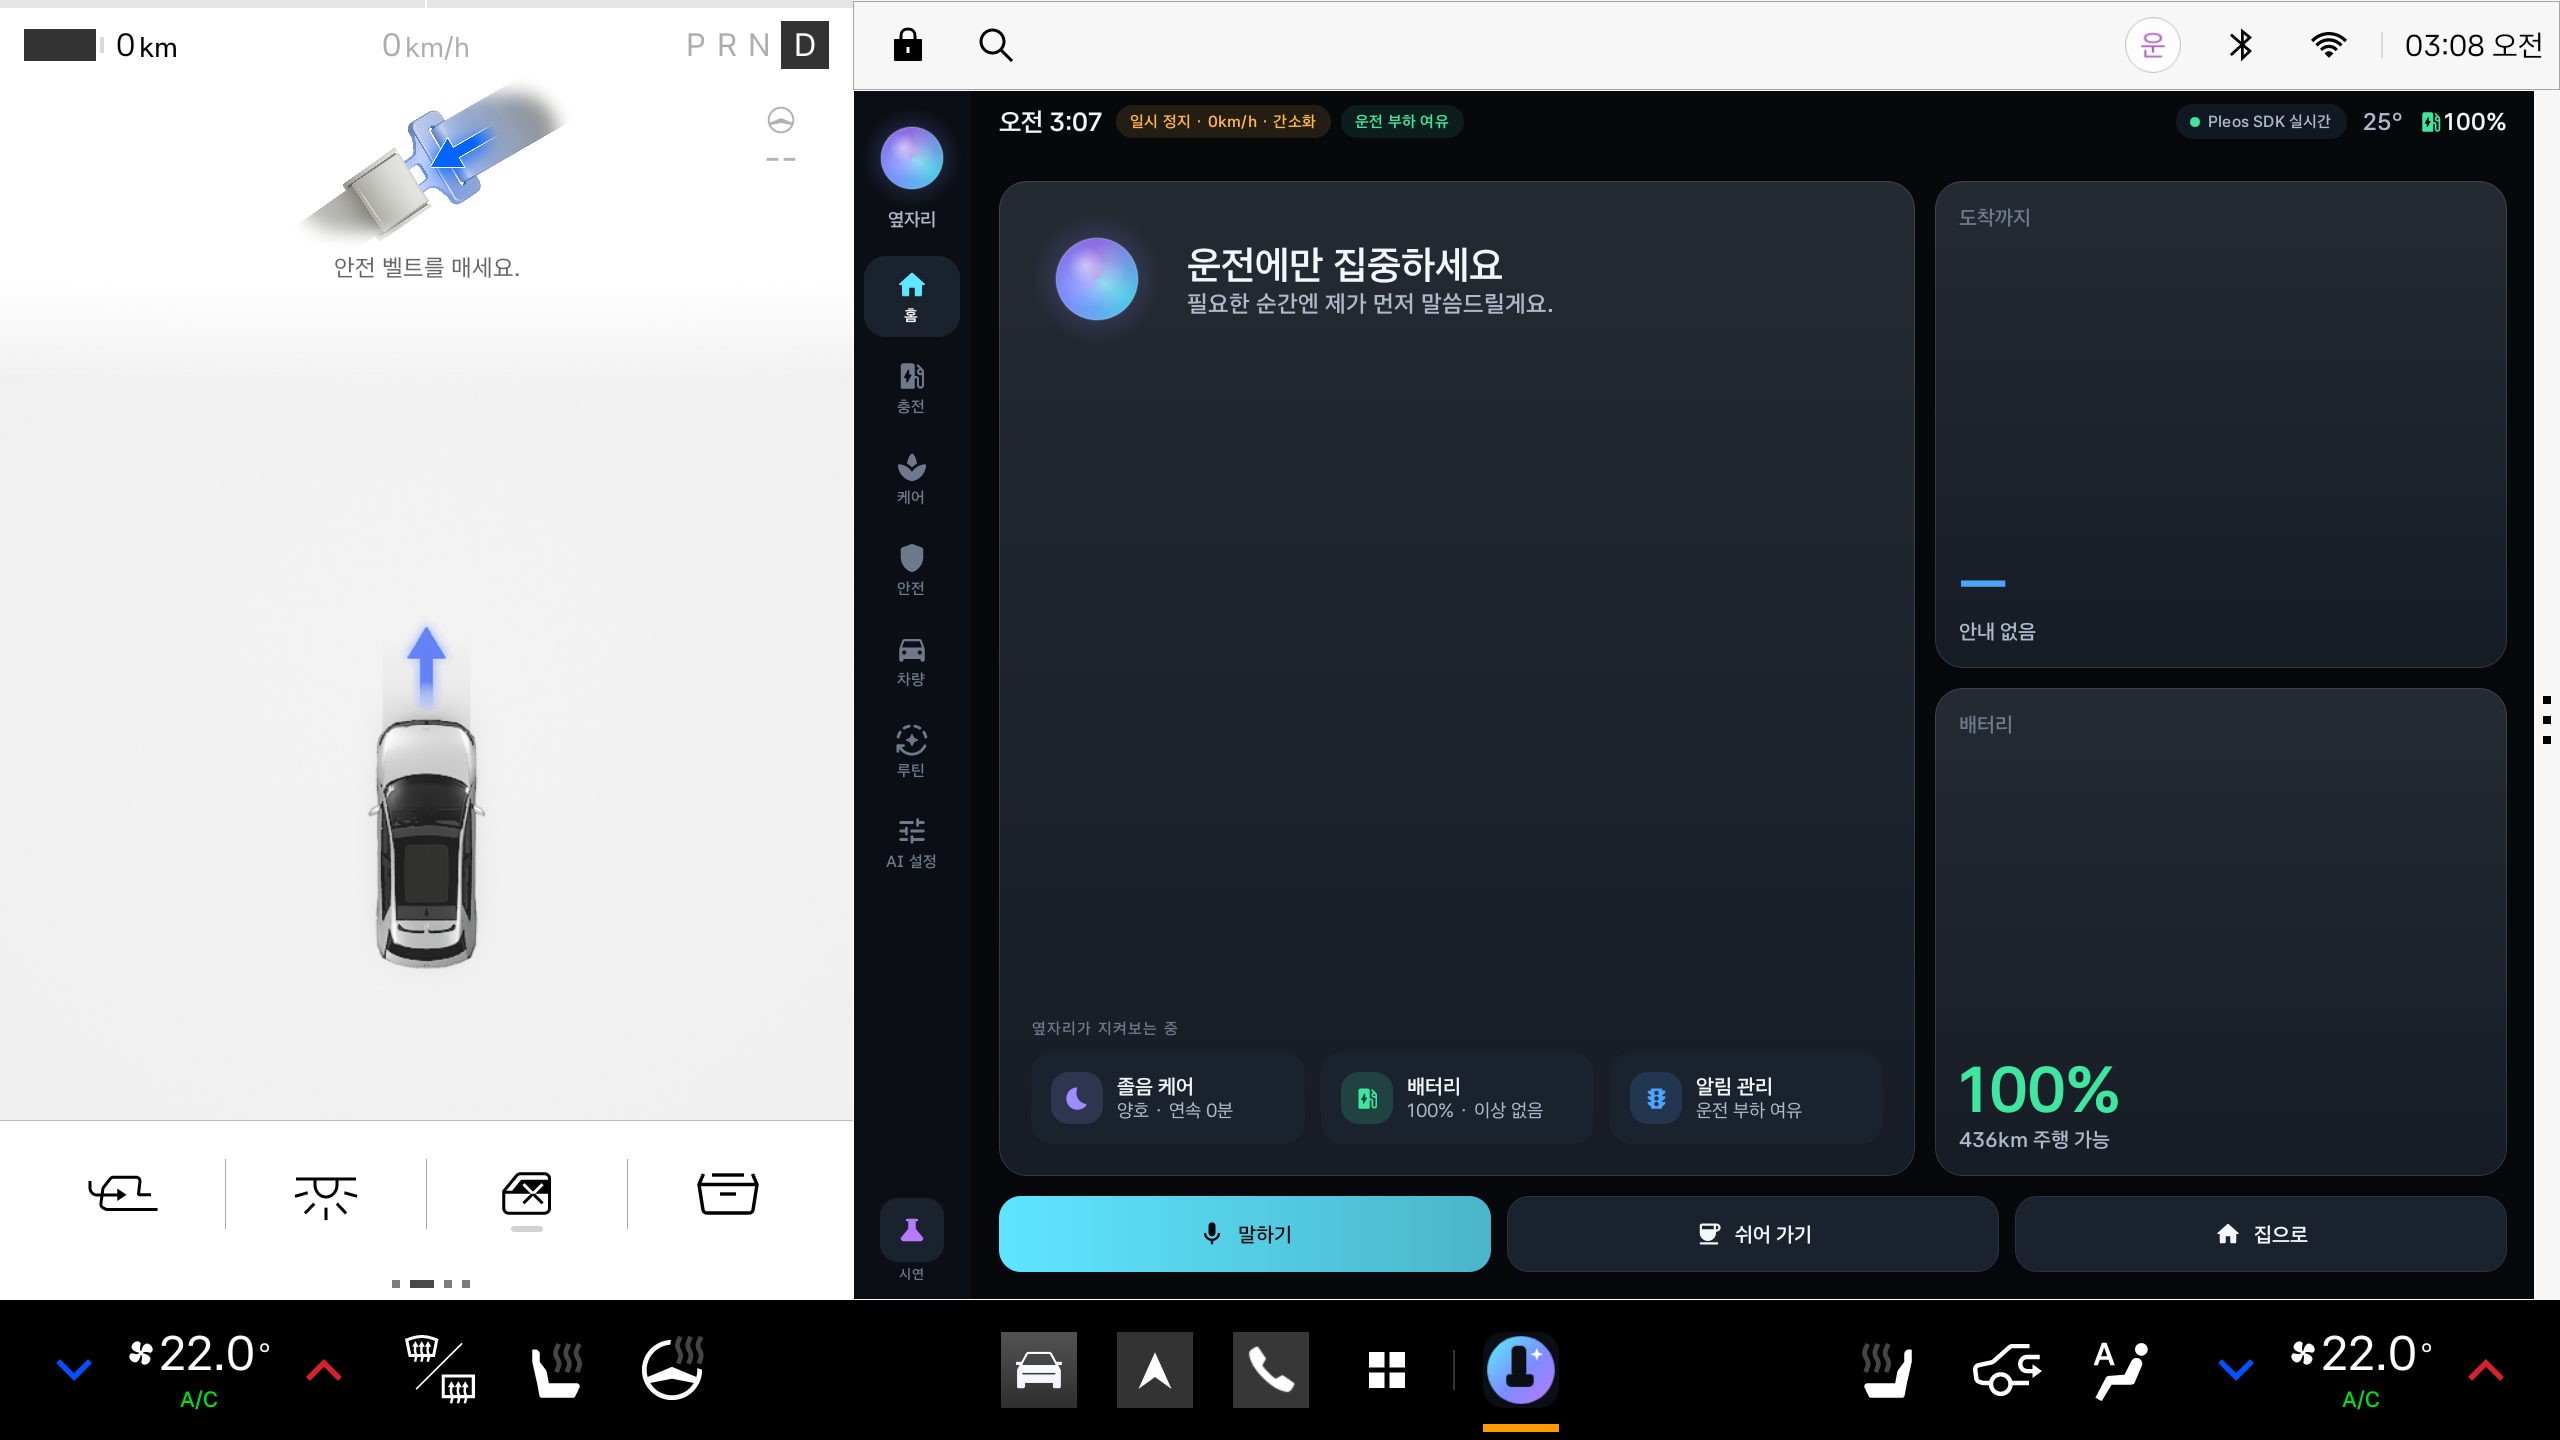 0 km
0 km/h
P R N D
안전 벨트를 매세요.
운
03:08 오전
오전 3:07
일시 정지 · 0km/h · 간소화
운전 부하 여유
Pleos SDK 실시간
25°
100%
옆자리
홈
충전
케어
안전
차량
루틴
AI 설정
시연
운전에만 집중하세요
필요한 순간엔 제가 먼저 말씀드릴게요.
옆자리가 지켜보는 중
졸음 케어
양호 · 연속 0분
배터리
100% · 이상 없음
알림 관리
운전 부하 여유
도착까지
—
안내 없음
배터리
100%
436km 주행 가능
말하기
쉬어 가기
집으로
22.0°
A/C
A
22.0°
A/C